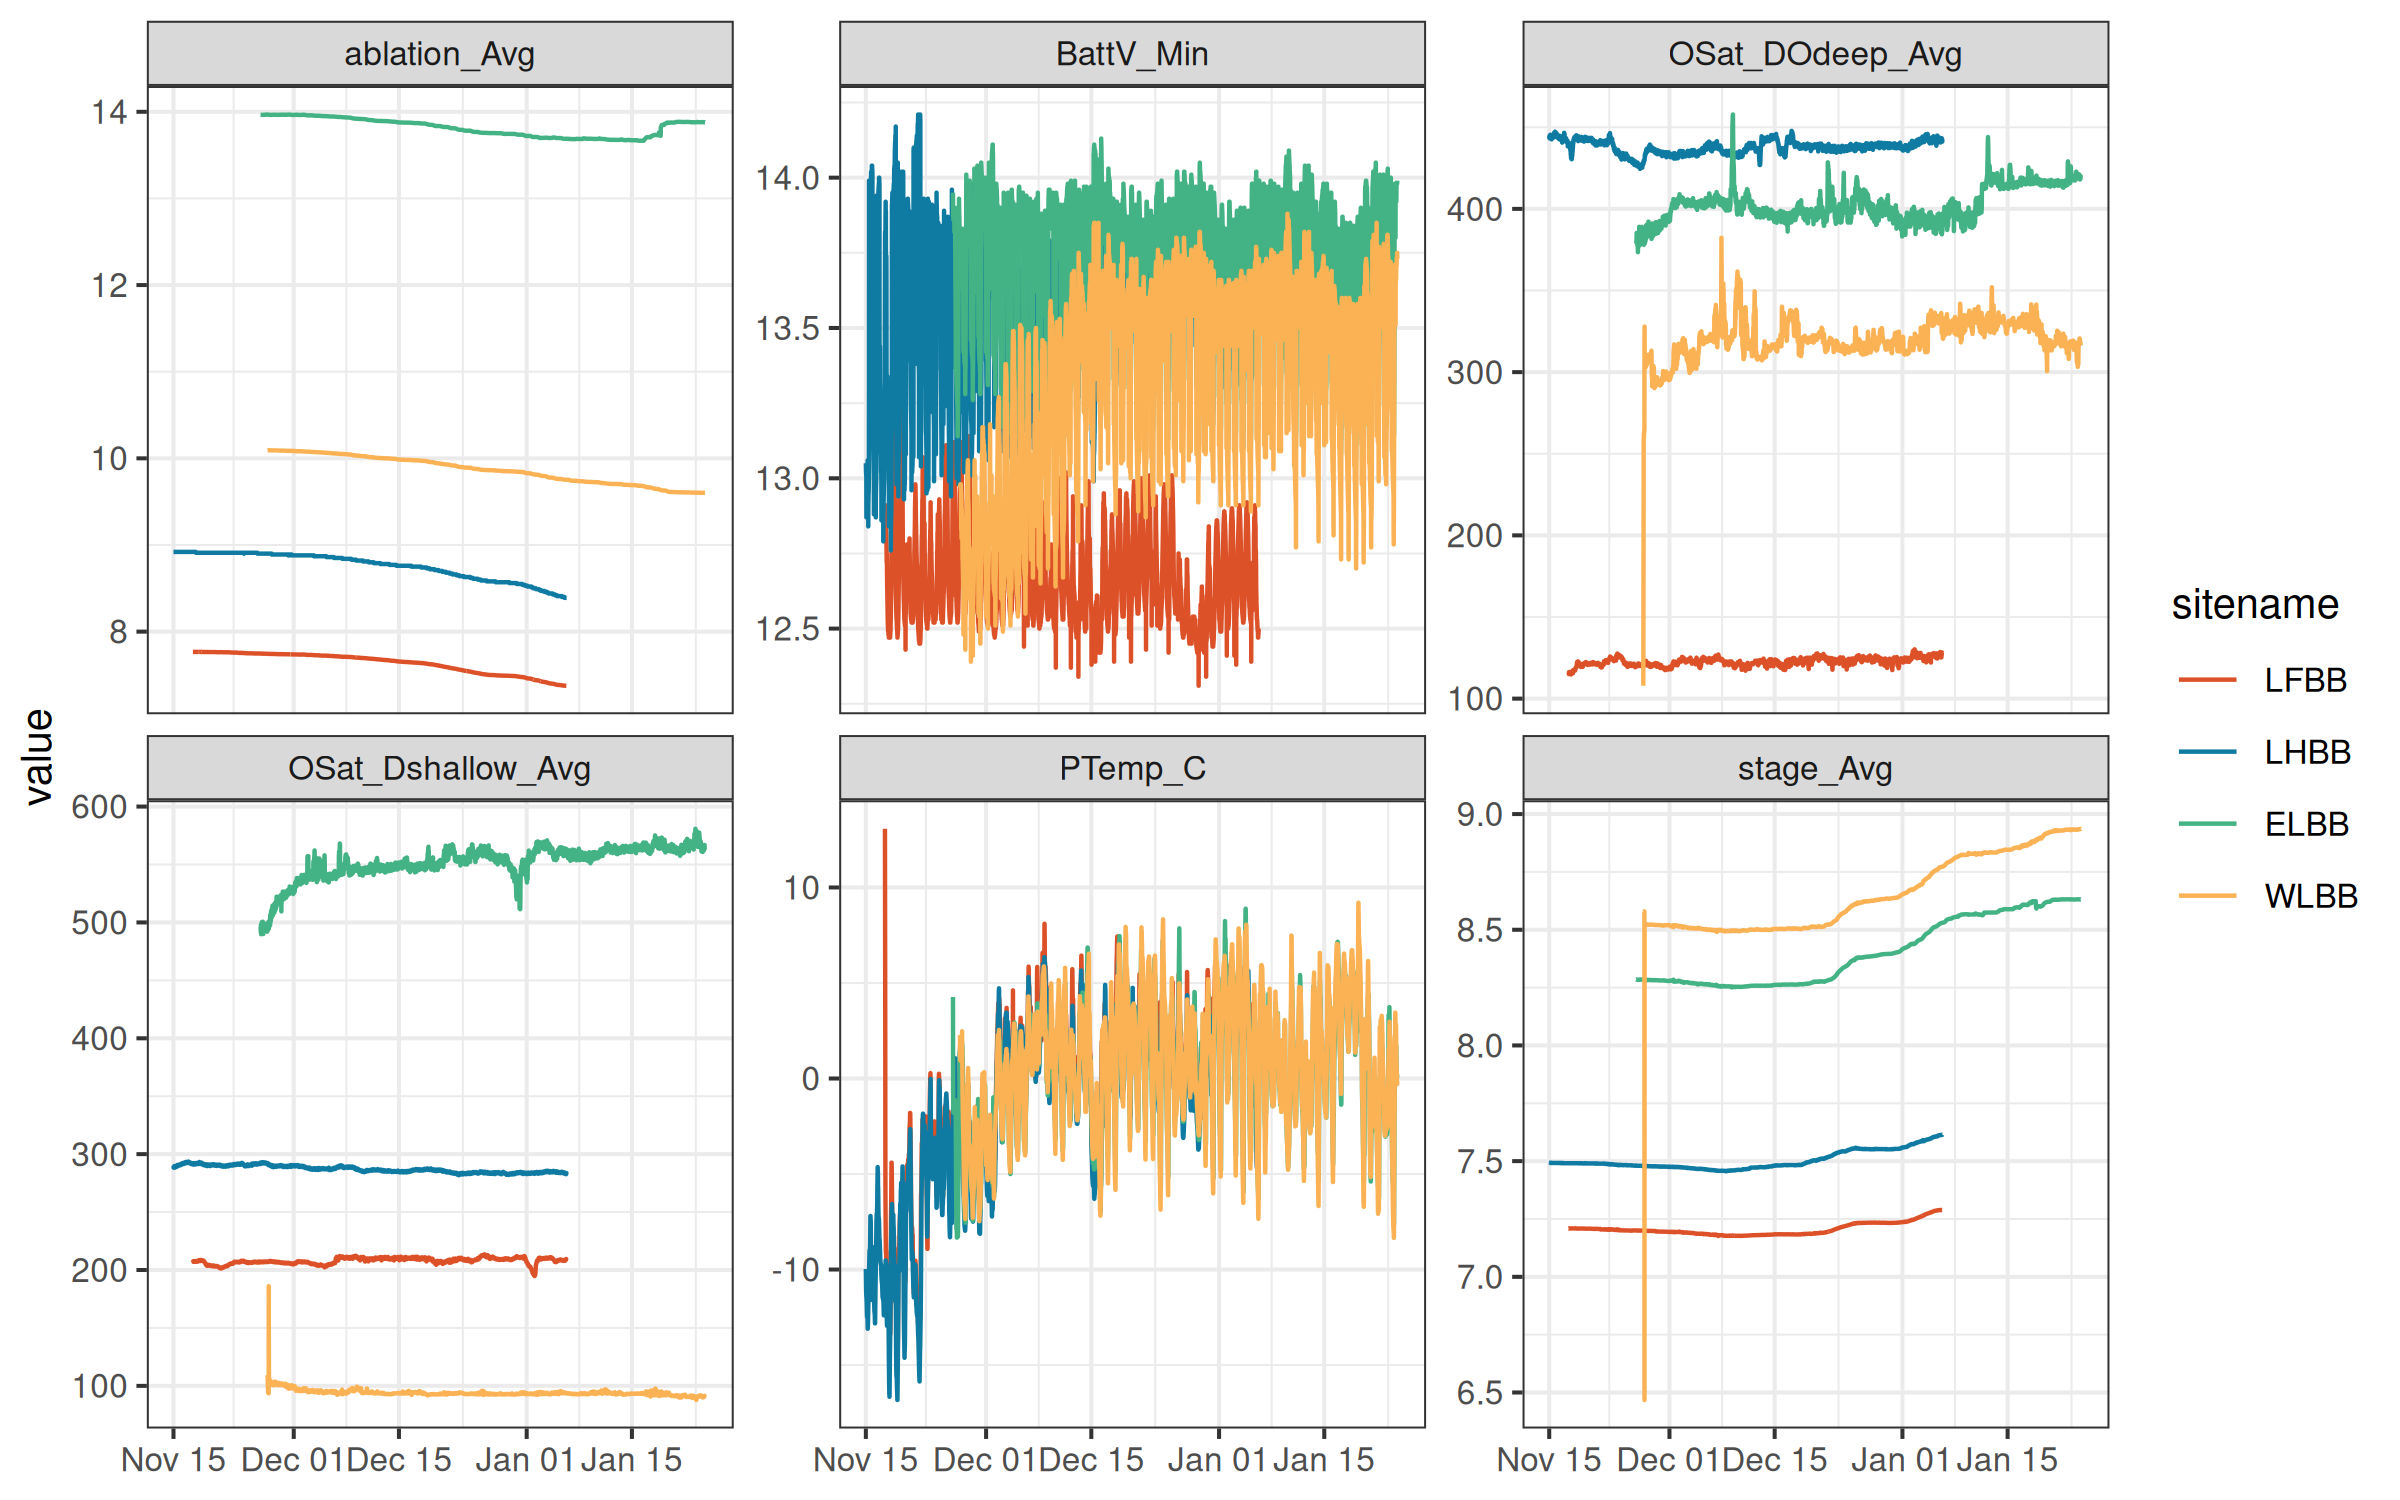 ablation_Avg
BattV_Min
OSat_DOdeep_Avg
14
12
10
8
14.0
13.5
13.0
12.5
400
300
200
100
value
OSat_Dshallow_Avg
PTemp_C
stage_Avg
600
500
400
300
200
100
10
0
-10
9.0
8.5
8.0
7.5
7.0
6.5
Nov 15 Dec 01 Dec 15 Jan 01 Jan 15
Nov 15 Dec 01 Dec 15 Jan 01 Jan 15
Nov 15 Dec 01 Dec 15 Jan 01 Jan 15
sitename
LFBB
LHBB
ELBB
WLBB